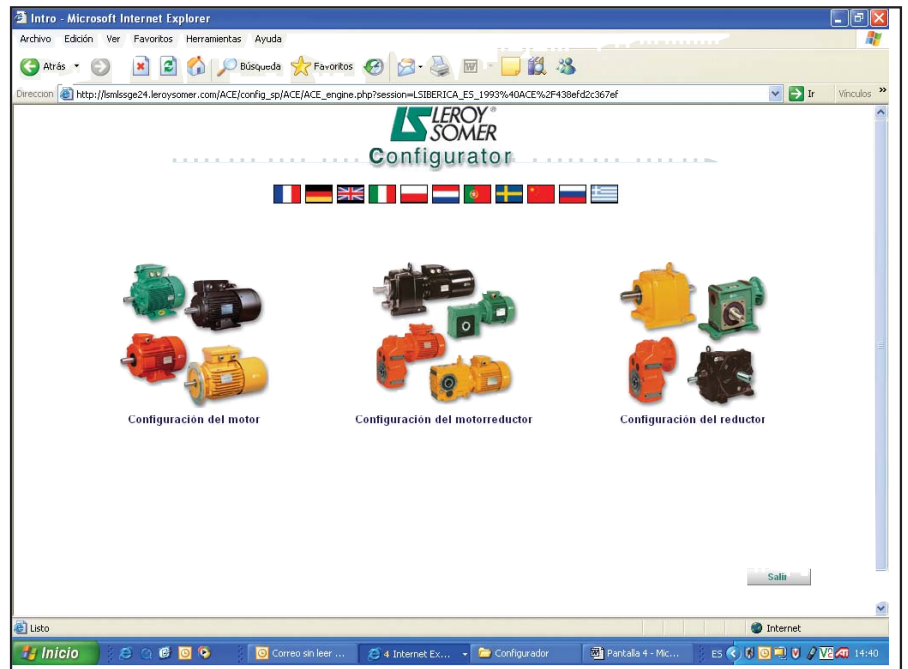 Intro - Microsoft Internet Explorer
Archivo Edición Ver Favoritos Herramientas Ayuda
Atrás Búsqueda Favoritos
Direccion http://lsmlssge24.leroysomer.com/ACE/config_sp/ACE/ACE_engine.php?session=LSIBERICA_ES_1993%40ACE%2F438efd2c367ef Ir Vínculos »
LEROY®
SOMER
Configurator
Configuración del motor Configuración del motorreductor Configuración del reductor
Salir
Listo Internet
Inicio Correo sin leer ... 4 Internet Ex... Configurador Pantalla 4 - Mic... ES 14:40